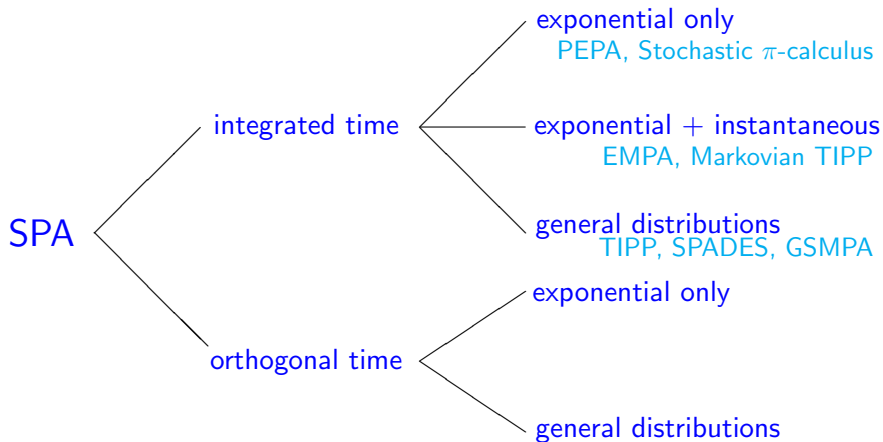 exponential only
PEPA, Stochastic π-calculus
integrated time
exponential + instantaneous
EMPA, Markovian TIPP
SPA
general distributions
TIPP, SPADES, GSMPA
exponential only
orthogonal time
general distributions